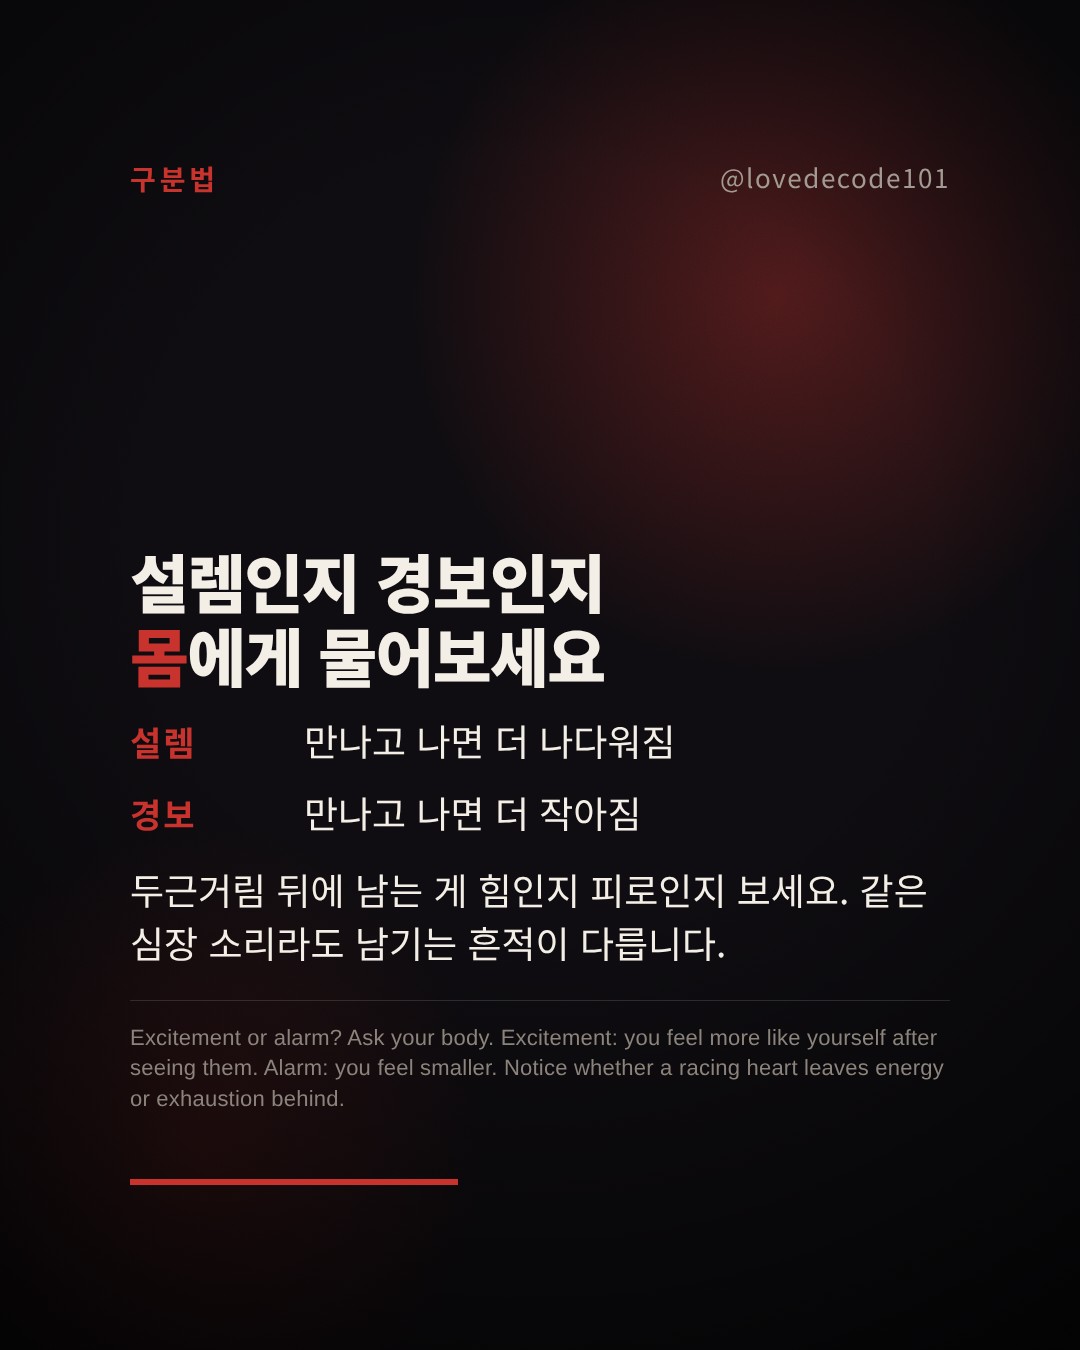 구분법
@lovedecode101
설렘인지 경보인지
몸에게 물어보세요
설렘 만나고 나면 더 나다워짐
경보 만나고 나면 더 작아짐
두근거림 뒤에 남는 게 힘인지 피로인지 보세요. 같은
심장 소리라도 남기는 흔적이 다릅니다.
Excitement or alarm? Ask your body. Excitement: you feel more like yourself after
seeing them. Alarm: you feel smaller. Notice whether a racing heart leaves energy
or exhaustion behind.